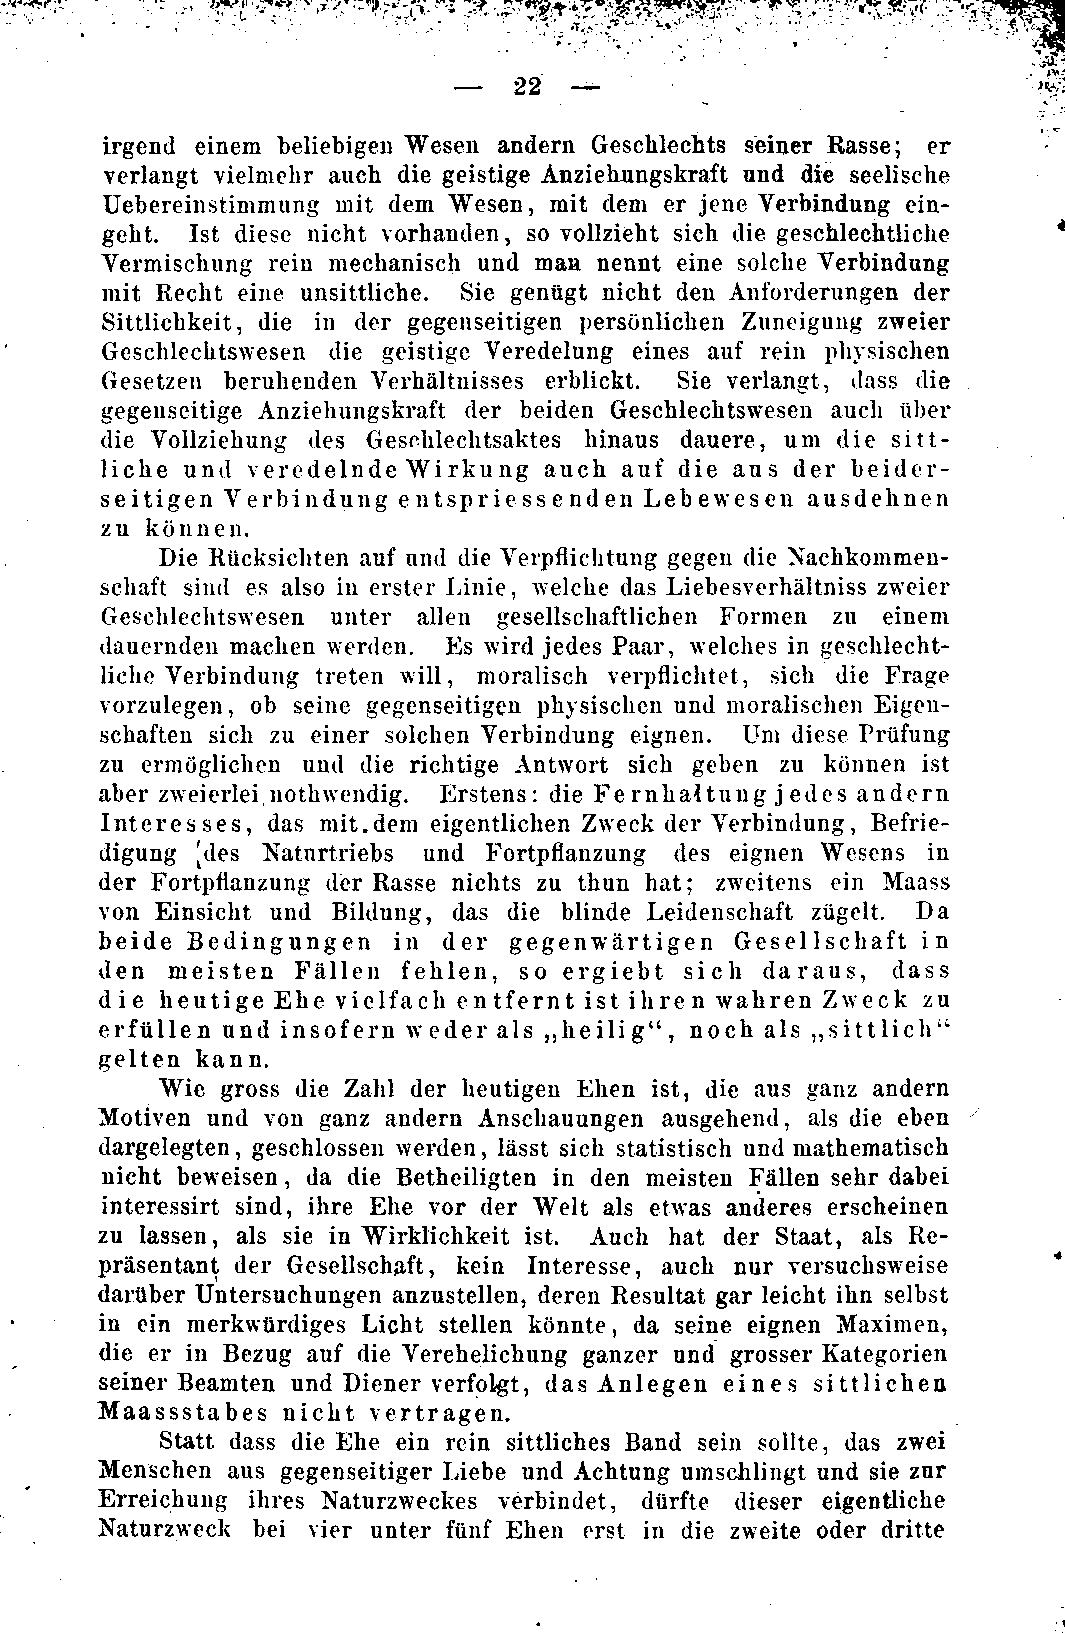 — 22 —
irgend einem beliebigen Wesen andern Geschlechts seiner Rasse; er
verlangt vielmehr auch die geistige Anziehungskraft und die seelische
Uebereinstimmung mit dem Wesen, mit dem er jene Verbindung ein-
geht. Ist diese nicht vorhanden, so vollzieht sich die geschlechtliche
Vermischung rein mechanisch und man nennt eine solche Verbindung
mit Recht eine unsittliche. Sie genügt nicht den Anforderungen der
Sittlichkeit, die in der gegenseitigen persönlichen Zuneigung zweier
Geschlechtswesen die geistige Veredelung eines auf rein physischen
Gesetzen beruhenden Verhältnisses erblickt. Sie verlangt, dass die
gegenseitige Anziehungskraft der beiden Geschlechtswesen auch über
die Vollziehung des Geschlechtsaktes hinaus dauere, um die sitt-
liche und veredelnde Wirkung auch auf die aus der beider-
seitigen Verbindung entspriessenden Lebewesen ausdehnen
zu können.
Die Rücksichten auf und die Verpflichtung gegen die Nachkommen-
schaft sind es also in erster Linie, welche das Liebesverhältniss zweier
Geschlechtswesen unter allen gesellschaftlichen Formen zu einem
dauernden machen werden. Es wird jedes Paar, welches in geschlecht-
liche Verbindung treten will, moralisch verpflichtet, sich die Frage
vorzulegen, ob seine gegenseitigen physischen und moralischen Eigen-
schaften sich zu einer solchen Verbindung eignen. Um diese Prüfung
zu ermöglichen und die richtige Antwort sich geben zu können ist
aber zweierlei nothwendig. Erstens: die Fernhaltung jedes andern
Interesses, das mit dem eigentlichen Zweck der Verbindung, Befrie-
digung des Naturtriebs und Fortpflanzung des eignen Wesens in
der Fortpflanzung der Rasse nichts zu thun hat; zweitens ein Maass
von Einsicht und Bildung, das die blinde Leidenschaft zügelt. Da
beide Bedingungen in der gegenwärtigen Gesellschaft in
den meisten Fällen fehlen, so ergiebt sich daraus, dass
die heutige Ehe vielfach entfernt ist ihren wahren Zweck zu
erfüllen und insofern weder als „heilig“, noch als „sittlich“
gelten kann.
Wie gross die Zahl der heutigen Ehen ist, die aus ganz andern
Motiven und von ganz andern Anschauungen ausgehend, als die eben
dargelegten, geschlossen werden, lässt sich statistisch und mathematisch
nicht beweisen, da die Betheiligten in den meisten Fällen sehr dabei
interessirt sind, ihre Ehe vor der Welt als etwas anderes erscheinen
zu lassen, als sie in Wirklichkeit ist. Auch hat der Staat, als Re-
präsentant der Gesellschaft, kein Interesse, auch nur versuchsweise
darüber Untersuchungen anzustellen, deren Resultat gar leicht ihn selbst
in ein merkwürdiges Licht stellen könnte, da seine eignen Maximen,
die er in Bezug auf die Verehelichung ganzer und grosser Kategorien
seiner Beamten und Diener verfolgt, das Anlegen eines sittlichen
Maassstabes nicht vertragen.
Statt dass die Ehe ein rein sittliches Band sein sollte, das zwei
Menschen aus gegenseitiger Liebe und Achtung umschlingt und sie zur
Erreichung ihres Naturzweckes verbindet, dürfte dieser eigentliche
Naturzweck bei vier unter fünf Ehen erst in die zweite oder dritte